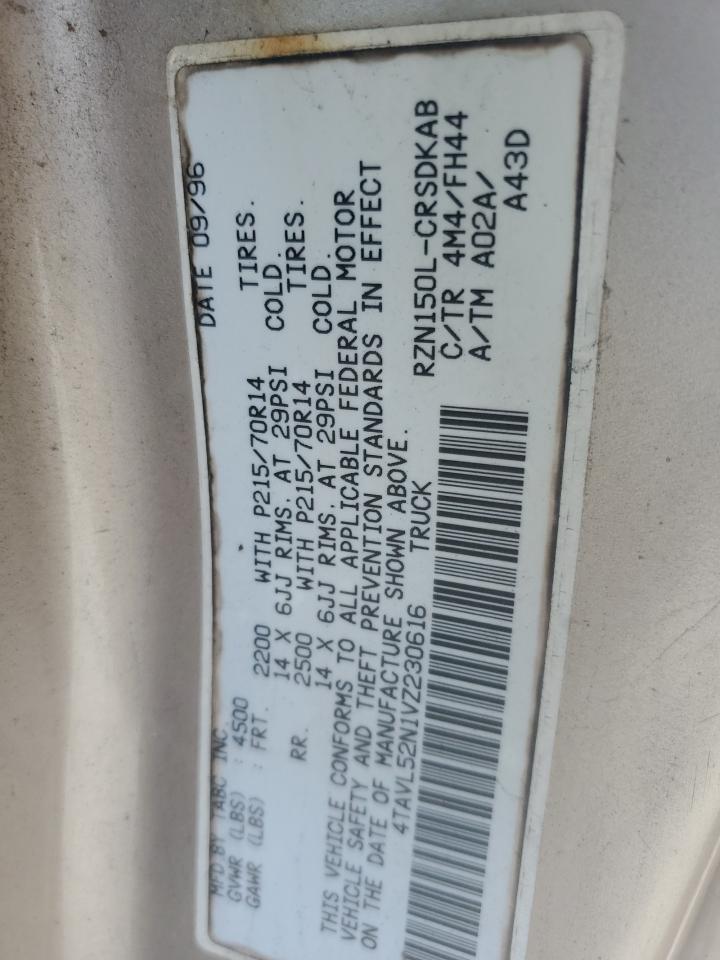 MFD BY TABC INC DATE 09/96
GVWR (LBS) : 4500
GAWR (LBS) : FRT. 2200 WITH P215/70R14 TIRES.
14 X 6JJ RIMS. AT 29PSI COLD.
RR. 2500 WITH P215/70R14 TIRES.
14 X 6JJ RIMS. AT 29PSI COLD.
THIS VEHICLE CONFORMS TO ALL APPLICABLE FEDERAL MOTOR
VEHICLE SAFETY AND THEFT PREVENTION STANDARDS IN EFFECT
ON THE DATE OF MANUFACTURE SHOWN ABOVE.
4TAVL52N1VZ230616 TRUCK
RZN150L-CRSDKAB
C/TR 4M4/FH44
A/TM A02A/
A43D